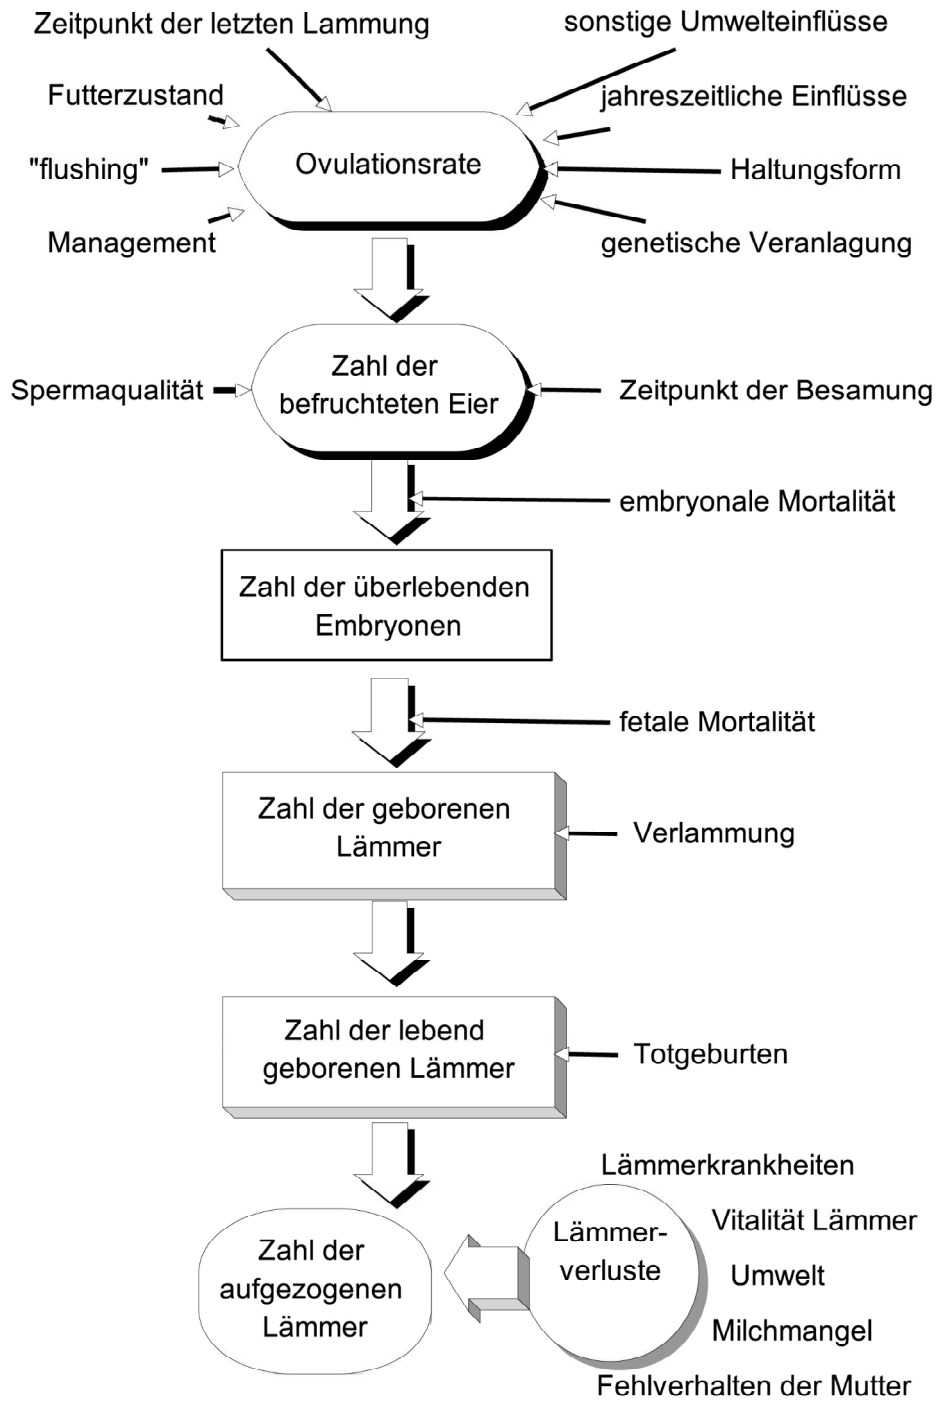 Zeitpunkt der letzten Lammung
sonstige Umwelteinflüsse
Futterzustand
jahreszeitliche Einflüsse
"flushing"
Ovulationsrate
Haltungsform
Management
genetische Veranlagung
Spermaqualität
Zahl der
befruchteten Eier
Zeitpunkt der Besamung
embryonale Mortalität
Zahl der überlebenden
Embryonen
fetale Mortalität
Zahl der geborenen
Lämmer
Verlammung
Zahl der lebend
geborenen Lämmer
Totgeburten
Zahl der
aufgezogenen
Lämmer
Lämmer-
verluste
Lämmerkrankheiten
Vitalität Lämmer
Umwelt
Milchmangel
Fehlverhalten der Mutter